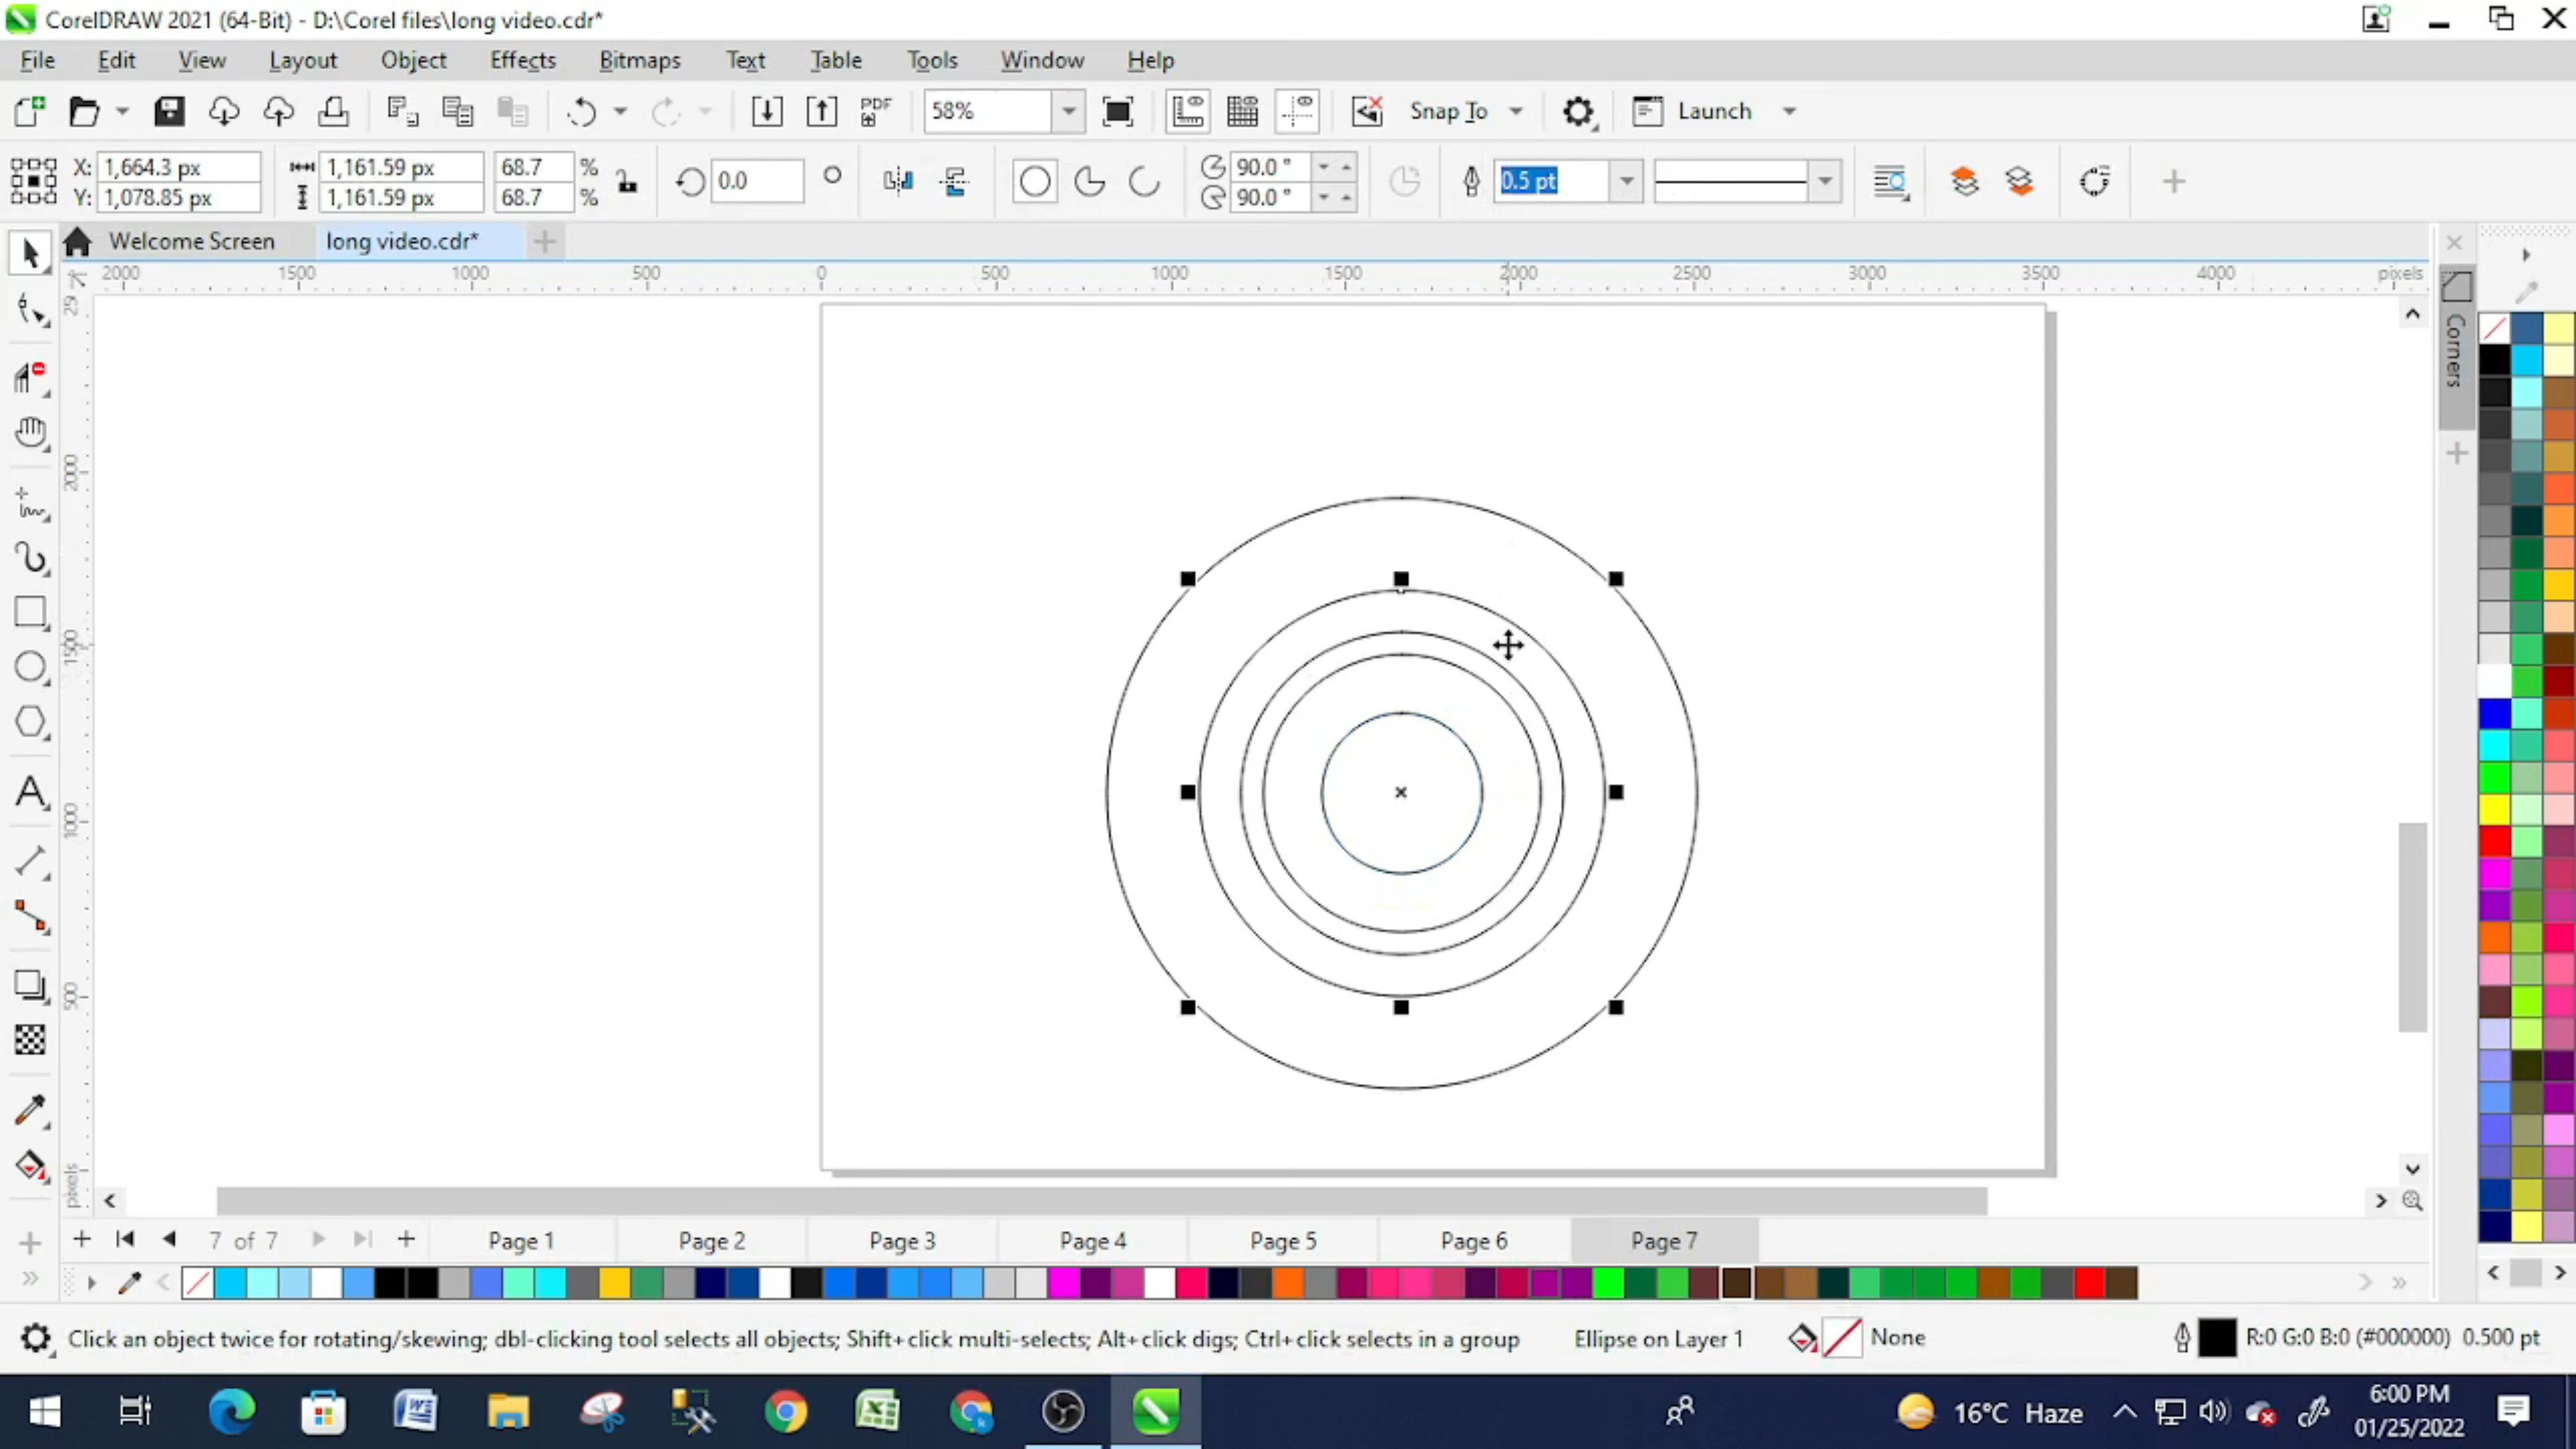 CorelDRAW 2021 (64-Bit) - D:\Corel files\long video.cdr*
File Edit View Layout Object Effects Bitmaps Text Table Tools Window Help
PDF 58% Snap To Launch
X: 1,664.3 px 1,161.59 px 68.7 % 0.0 ° 90.0 ° 0.5 pt
Y: 1,078.85 px 1,161.59 px 68.7 % 90.0 °
Welcome Screen long video.cdr*
2000 1500 1000 500 0 500 1000 1500 2000 2500 3000 3500 4000 pixels
2000
1500
1000
500
pixels
Corners
7 of 7 Page 1 Page 2 Page 3 Page 4 Page 5 Page 6 Page 7
Click an object twice for rotating/skewing; dbl-clicking tool selects all objects; Shift+click multi-selects; Alt+click digs; Ctrl+click selects in a group Ellipse on Layer 1 None R:0 G:0 B:0 (#000000) 0.500 pt
16°C Haze 6:00 PM
01/25/2022